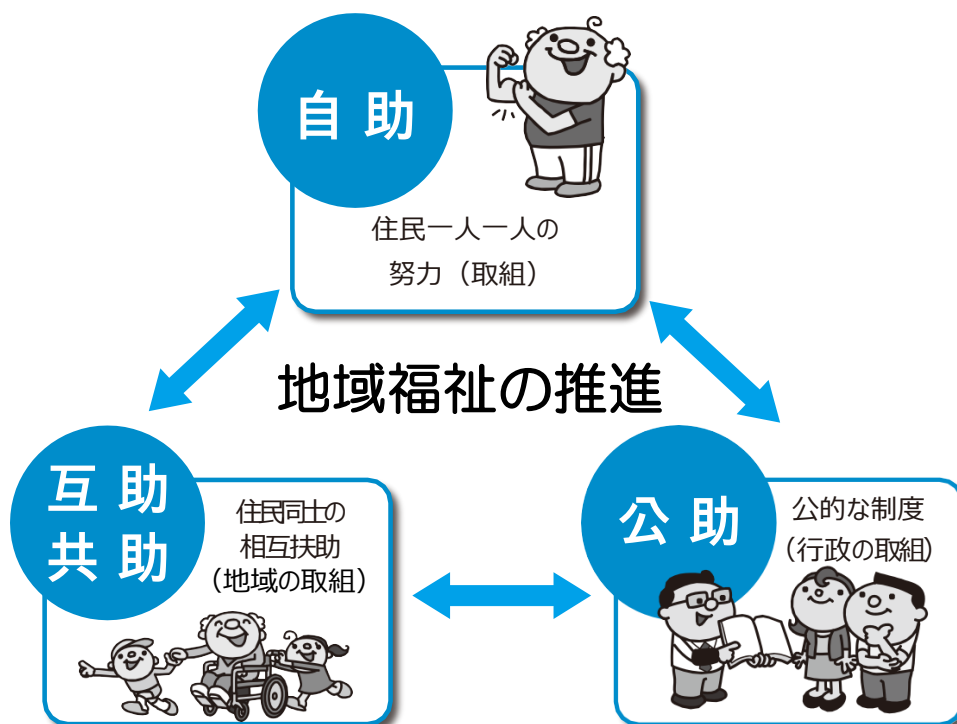 自助
住民一人一人の
努力（取組）
地域福祉の推進
互助
共助
住民同士の
相互扶助
（地域の取組）
公助
公的な制度
（行政の取組）